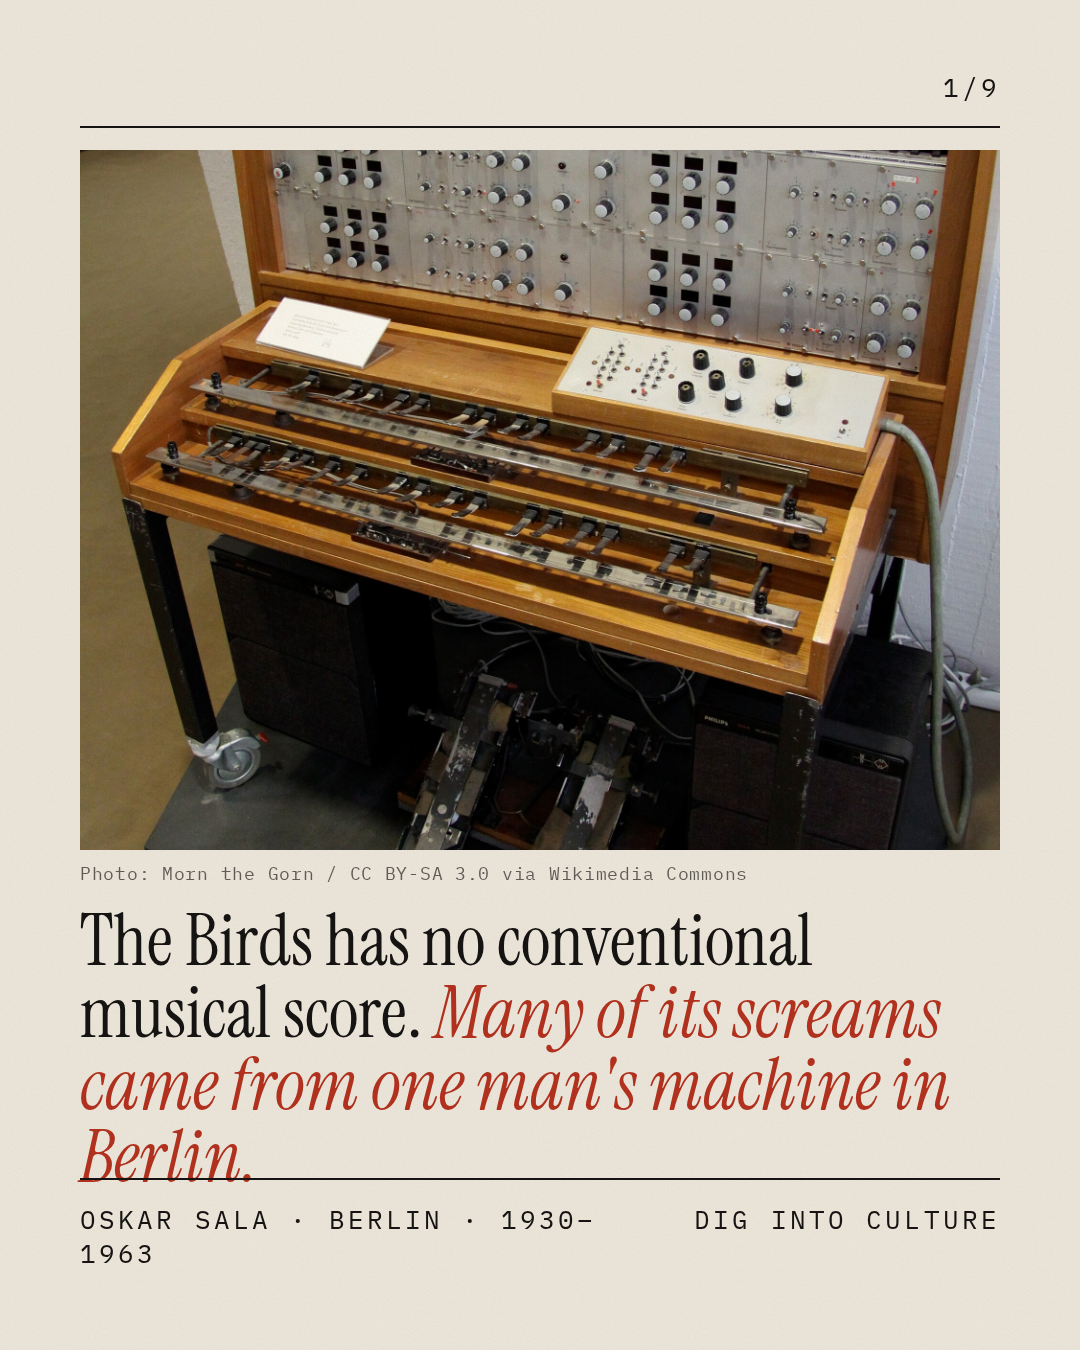 1/9
PHILIPS
Photo: Morn the Gorn / CC BY-SA 3.0 via Wikimedia Commons
The Birds has no conventional
musical score. Many of its screams
came from one man's machine in
Berlin.
OSKAR SALA · BERLIN · 1930–
1963
DIG INTO CULTURE